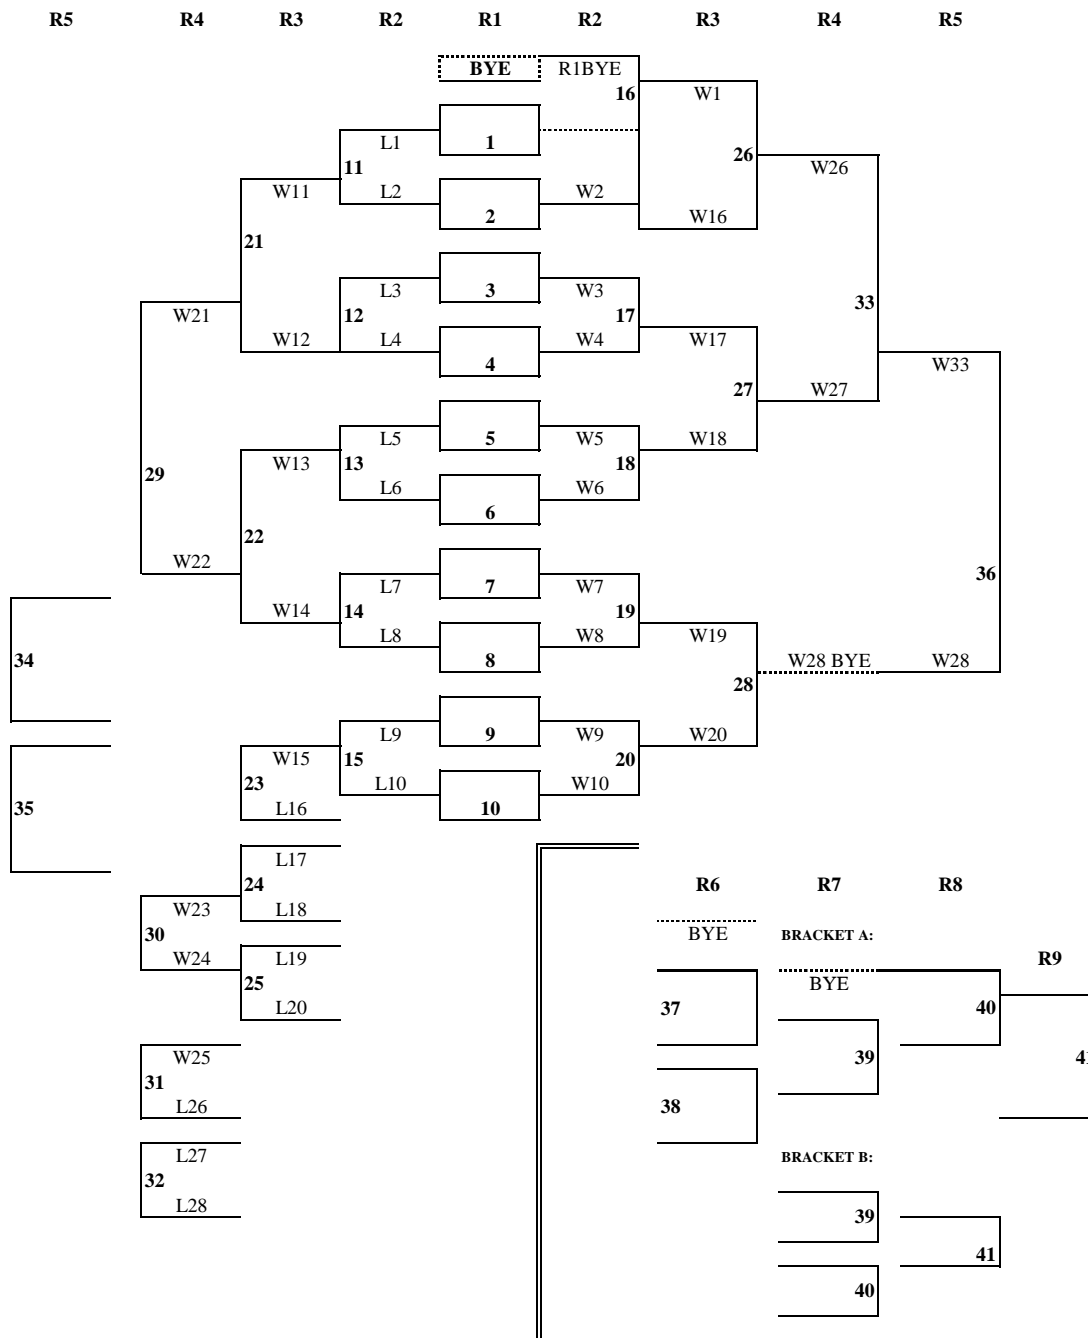 R5 R4 R3 R2 R1 R2 R3 R4 R5
BYE R1BYE
16 W1
L1 1
11 26 W26
W11 L2 2 W2 W16
21
L3 3 W3
W21 12 17 33
W12 L4 4 W4 W17
27 W27 W33
L5 5 W5 W18
29 W13 13 18
L6 6 W6
22
W22 L7 7 W7 36
W14 14 19 W19
34 L8 8 W8 W28 BYE W28
28
L9 9 W9 W20
W15 15 20
23 L10 10 W10
35 L16
L17
24 R6 R7 R8
W23 L18
30 BYE BRACKET A:
W24 L19 R9
25 BYE
L20 37 40
W25 39 41
31
L26 38
L27 BRACKET B:
32
L28 39
41
40